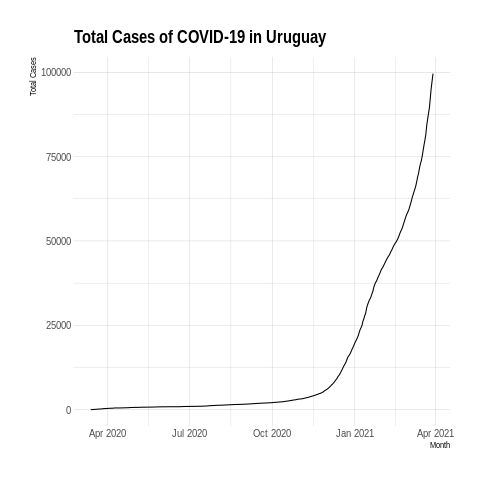 Total Cases of COVID-19 in Uruguay
Total Cases
100000
75000
50000
25000
0
Apr 2020 Jul 2020 Oct 2020 Jan 2021 Apr 2021
Month